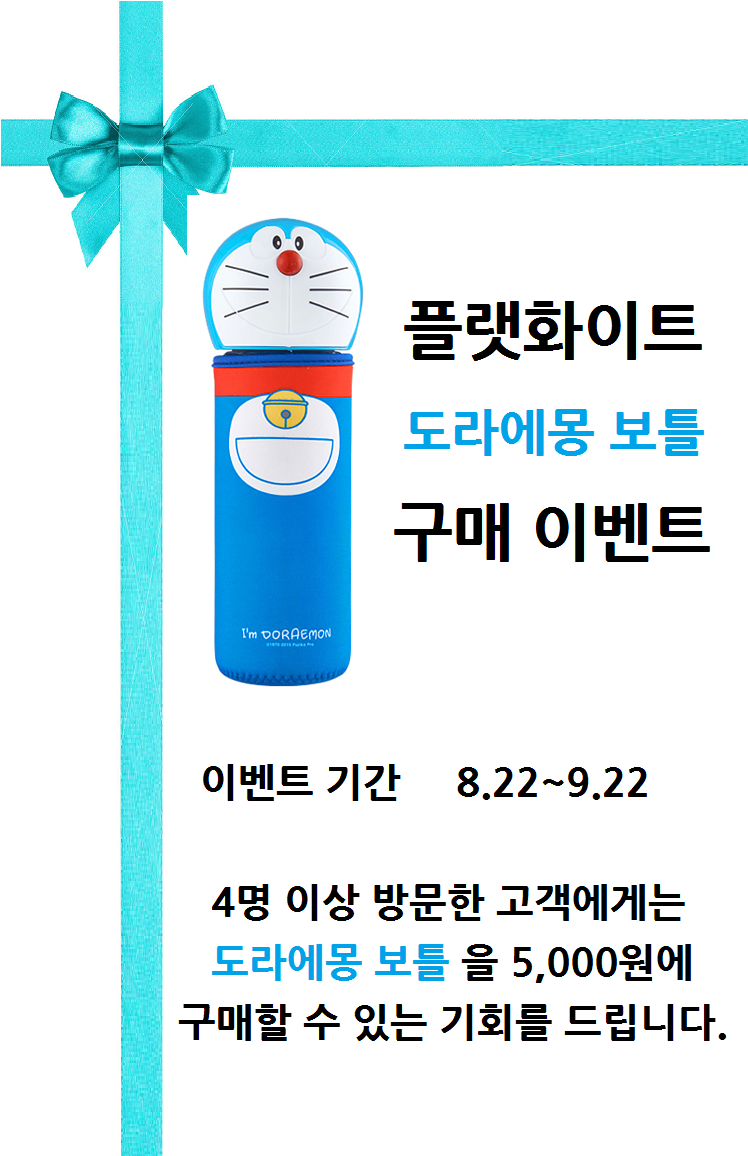 플랫화이트
도라에몽 보틀
구매 이벤트
I'm DORAEMON
이벤트 기간 8.22~9.22
4명 이상 방문한 고객에게는
도라에몽 보틀 을 5,000원에
구매할 수 있는 기회를 드립니다.